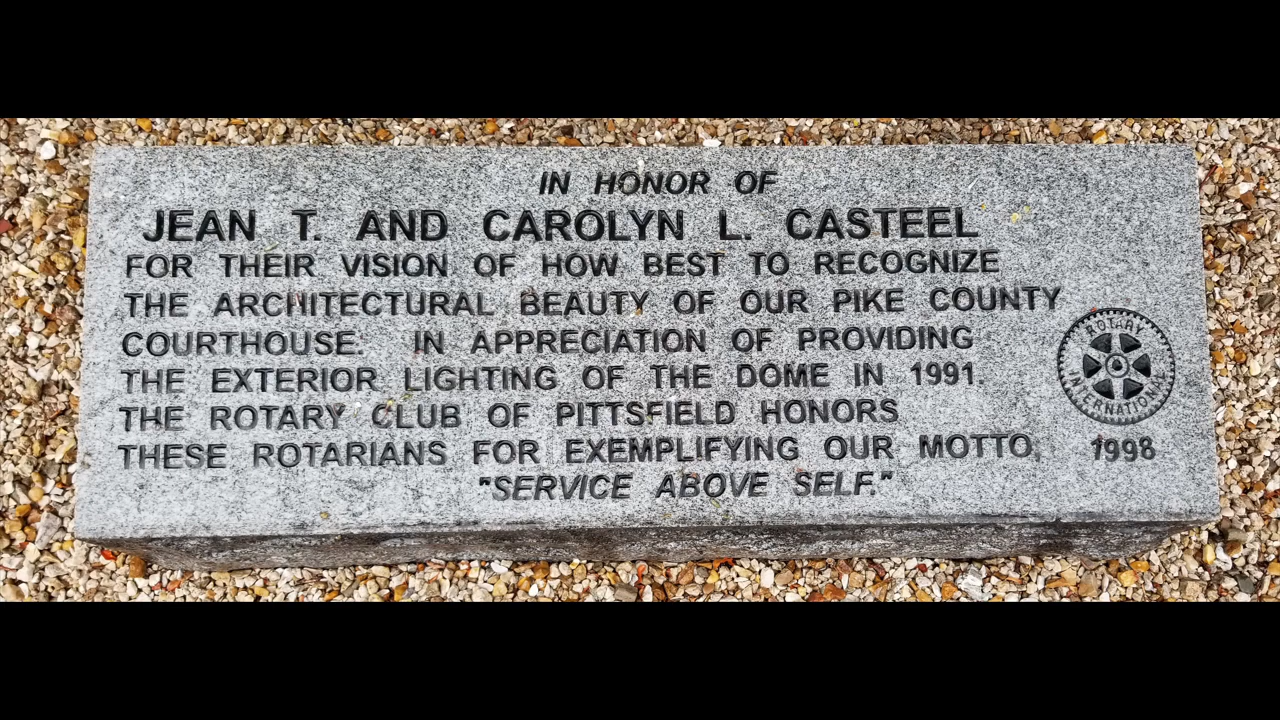 IN HONOR OF
JEAN T. AND CAROLYN L. CASTEEL
FOR THEIR VISION OF HOW BEST TO RECOGNIZE
THE ARCHITECTURAL BEAUTY OF OUR PIKE COUNTY
COURTHOUSE. IN APPRECIATION OF PROVIDING
THE EXTERIOR LIGHTING OF THE DOME IN 1991.
THE ROTARY CLUB OF PITTSFIELD HONORS
THESE ROTARIANS FOR EXEMPLIFYING OUR MOTTO,
"SERVICE ABOVE SELF."
ROTARY
INTERNATIONAL
1998